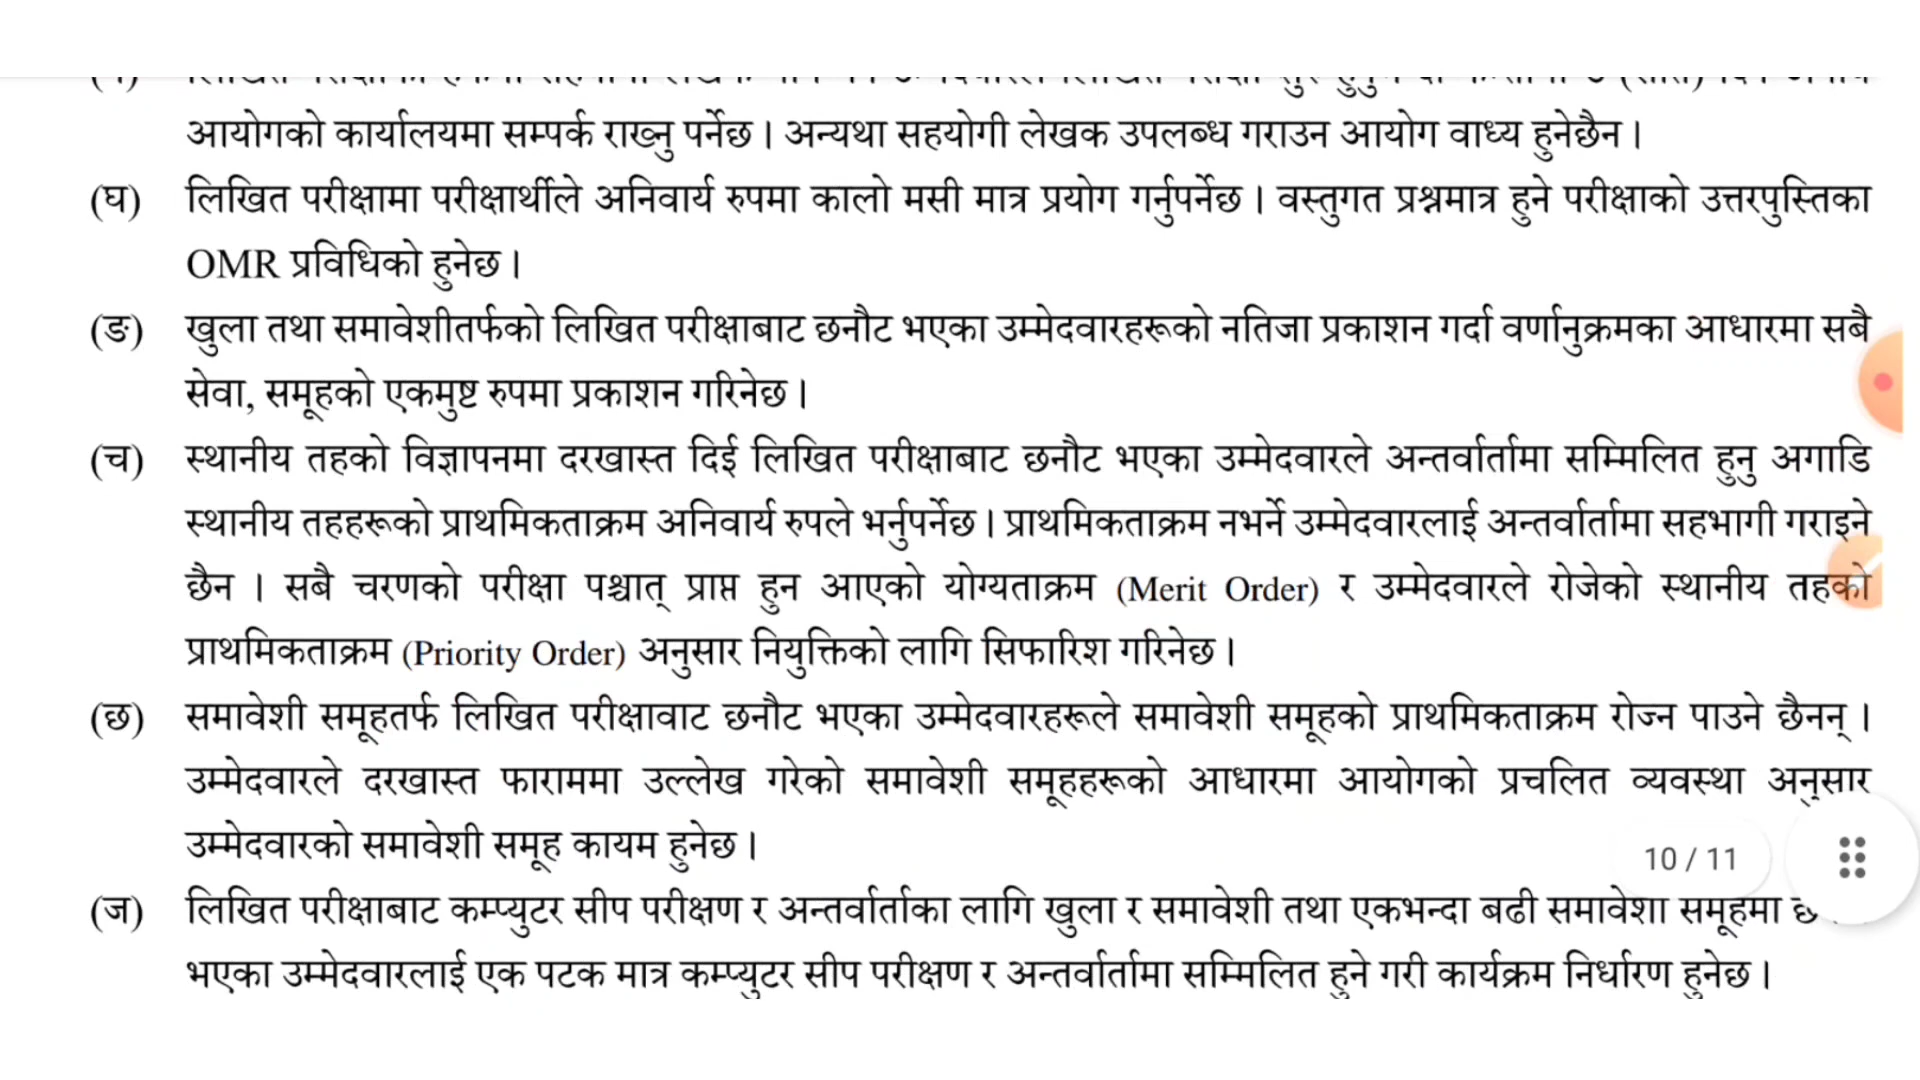 आयोगको कार्यालयमा सम्पर्क राख्नु पर्नेछ । अन्यथा सहयोगी लेखक उपलब्ध गराउन आयोग वाध्य हुनेछैन ।
(घ) लिखित परीक्षामा परीक्षार्थीले अनिवार्य रुपमा कालो मसी मात्र प्रयोग गर्नुपर्नेछ । वस्तुगत प्रश्नमात्र हुने परीक्षाको उत्तरपुस्तिका
OMR प्रविधिको हुनेछ ।
(ङ) खुला तथा समावेशीतर्फको लिखित परीक्षाबाट छनौट भएका उम्मेदवारहरूको नतिजा प्रकाशन गर्दा वर्णानुक्रमका आधारमा सबै
सेवा, समूहको एकमुष्ट रुपमा प्रकाशन गरिनेछ ।
(च) स्थानीय तहको विज्ञापनमा दरखास्त दिई लिखित परीक्षाबाट छनौट भएका उम्मेदवारले अन्तर्वार्तामा सम्मिलित हुनु अगाडि
स्थानीय तहहरूको प्राथमिकताक्रम अनिवार्य रुपले भर्नुपर्नेछ । प्राथमिकताक्रम नभर्ने उम्मेदवारलाई अन्तर्वार्तामा सहभागी गराइने
छैन । सबै चरणको परीक्षा पश्चात् प्राप्त हुन आएको योग्यताक्रम (Merit Order) र उम्मेदवारले रोजेको स्थानीय तहको
प्राथमिकताक्रम (Priority Order) अनुसार नियुक्तिको लागि सिफारिश गरिनेछ ।
(छ) समावेशी समूहतर्फ लिखित परीक्षावाट छनौट भएका उम्मेदवारहरूले समावेशी समूहको प्राथमिकताक्रम रोज्न पाउने छैनन् ।
उम्मेदवारले दरखास्त फाराममा उल्लेख गरेको समावेशी समूहहरूको आधारमा आयोगको प्रचलित व्यवस्था अनुसार
उम्मेदवारको समावेशी समूह कायम हुनेछ ।
10 / 11
(ज) लिखित परीक्षाबाट कम्प्युटर सीप परीक्षण र अन्तर्वार्ताका लागि खुला र समावेशी तथा एकभन्दा बढी समावेशी समूहमा
भएका उम्मेदवारलाई एक पटक मात्र कम्प्युटर सीप परीक्षण र अन्तर्वार्तामा सम्मिलित हुने गरी कार्यक्रम निर्धारण हुनेछ ।